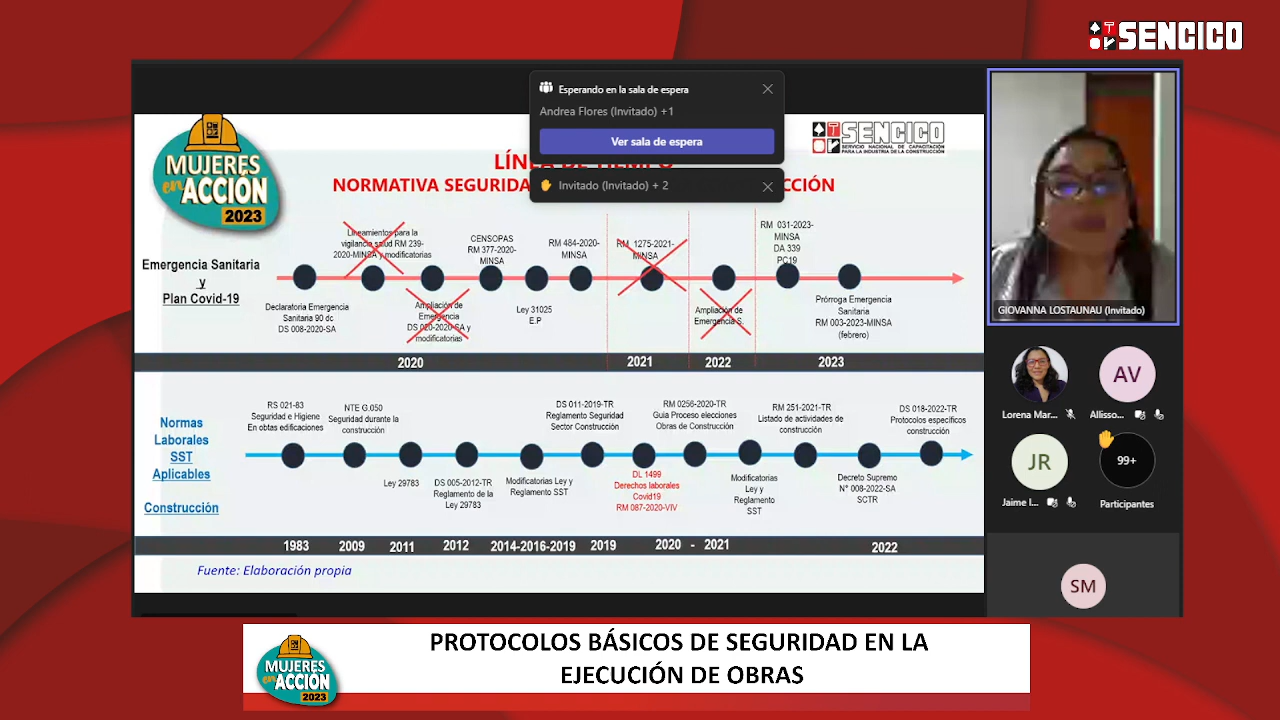 SENCICO
Esperando en la sala de espera
Andrea Flores (Invitado) +1
Ver sala de espera
Invitado (Invitado) + 2
MUJERES
en
ACCIÓN
2023
SENCICO
SERVICIO NACIONAL DE CAPACITACIÓN
PARA LA INDUSTRIA DE LA CONSTRUCCIÓN
NORMATIVA SEGURIDA
CCIÓN
Emergencia Sanitaria
y
Plan Covid-19
Lineamientos para la
vigilancia salud RM 239-
2020-MINSA y modificatorias
CENSOPAS
RM 377-2020-
MINSA
RM 484-2020-
MINSA
RM 1275-2021-
MINSA
RM 031-2023-
MINSA
DA 339
PC19
Declaratoria Emergencia
Sanitaria 90 dc
DS 008-2020-SA
Ampliación de
Emergencia
DS 020-2020-SA y
modificatorias
Ley 31025
E.P
Ampliación de
Emergencia S.
Prórroga Emergencia
Sanitaria
RM 003-2023-MINSA
(febrero)
2020
2021
2022
2023
Normas
Laborales
SST
Aplicables
Construcción
RS 021-83
Seguridad e Higiene
En obtas edificaciones
NTE G.050
Seguridad durante la
construcción
DS 011-2019-TR
Reglamento Seguridad
Sector Construcción
RM 0256-2020-TR
Guia Proceso elecciones
Obras de Construcción
RM 251-2021-TR
Listado de actividades de
construcción
DS 018-2022-TR
Protocolos específicos
construcción
Ley 29783
DS 005-2012-TR
Reglamento de la
Ley 29783
Modificatorias Ley y
Reglamento SST
DL 1499
Derechos laborales
Covid19
RM 087-2020-VIV
Modificatorias
Ley y
Reglamento
SST
Decreto Supremo
N° 008-2022-SA
SCTR
1983
2009
2011
2012
2014-2016-2019
2019
2020 - 2021
2022
Fuente: Elaboración propia
GIOVANNA LOSTAUNAU (Invitado)
Lorena Mar...
AV
Allisso...
JR
Jaime I...
99+
Participantes
SM
MUJERES
en
ACCIÓN
2023
PROTOCOLOS BÁSICOS DE SEGURIDAD EN LA
EJECUCIÓN DE OBRAS